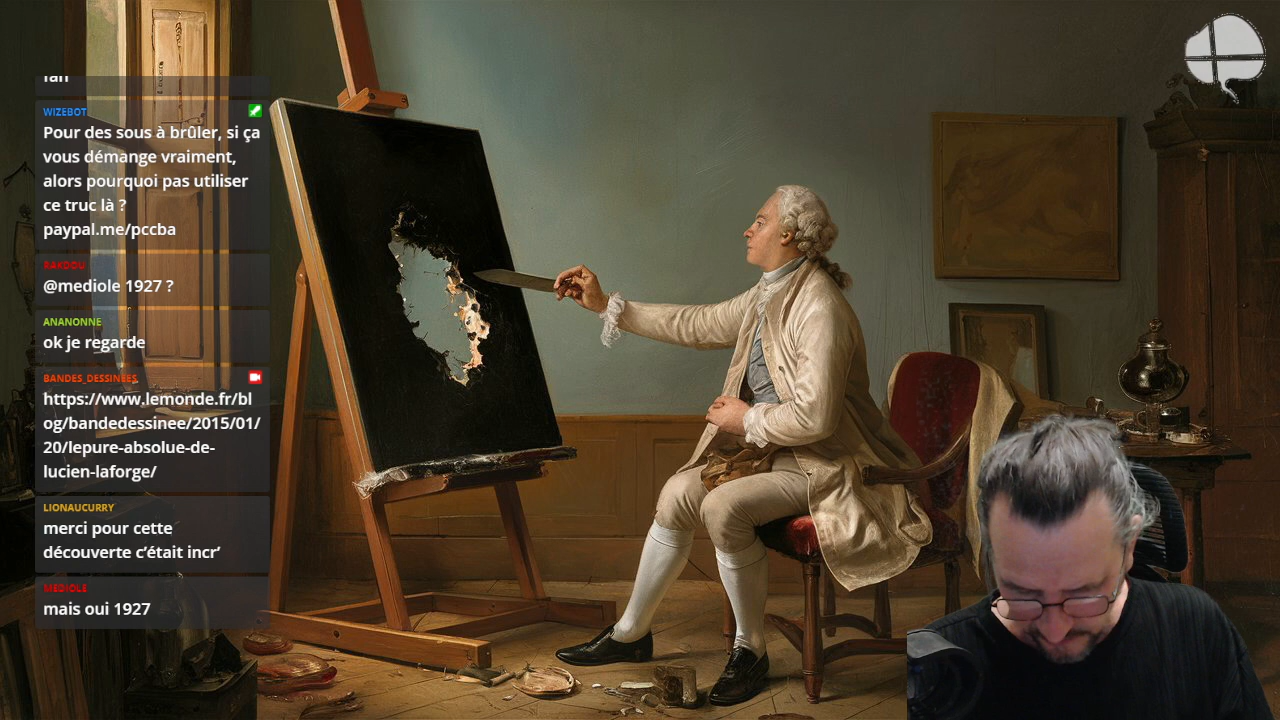 fan
WIZEBOT
Pour des sous à brûler, si ça
vous démange vraiment,
alors pourquoi pas utiliser
ce truc là ?
paypal.me/pccba
RAKDOU
@mediole 1927 ?
ANANONNE
ok je regarde
BANDES_DESSINEES
https://www.lemonde.fr/bl
og/bandedessinee/2015/01/
20/lepure-absolue-de-
lucien-laforge/
LIONAUCURRY
merci pour cette
découverte c’était incr’
MEDIOLE
mais oui 1927